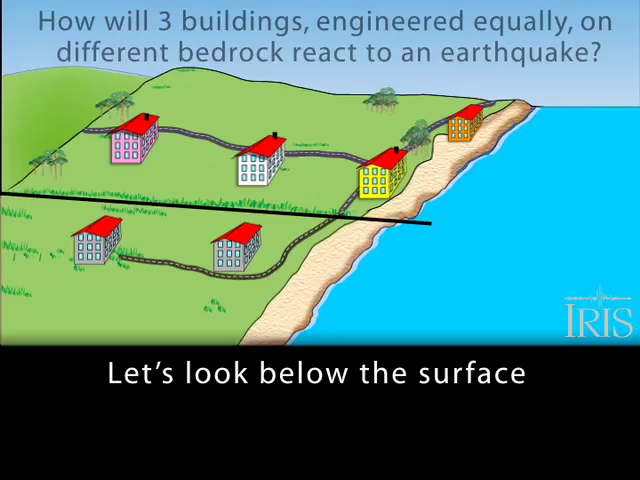 How will 3 buildings, engineered equally, on
different bedrock react to an earthquake?
IRIS
Let's look below the surface